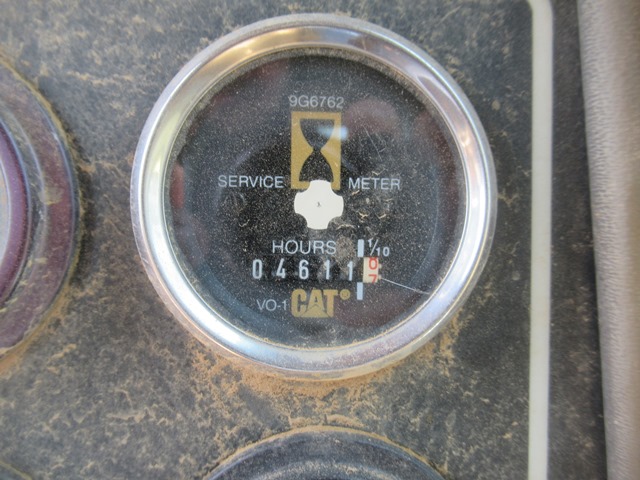 9G6762
SERVICE METER
HOURS 1/10
04611
VO-1 CAT®